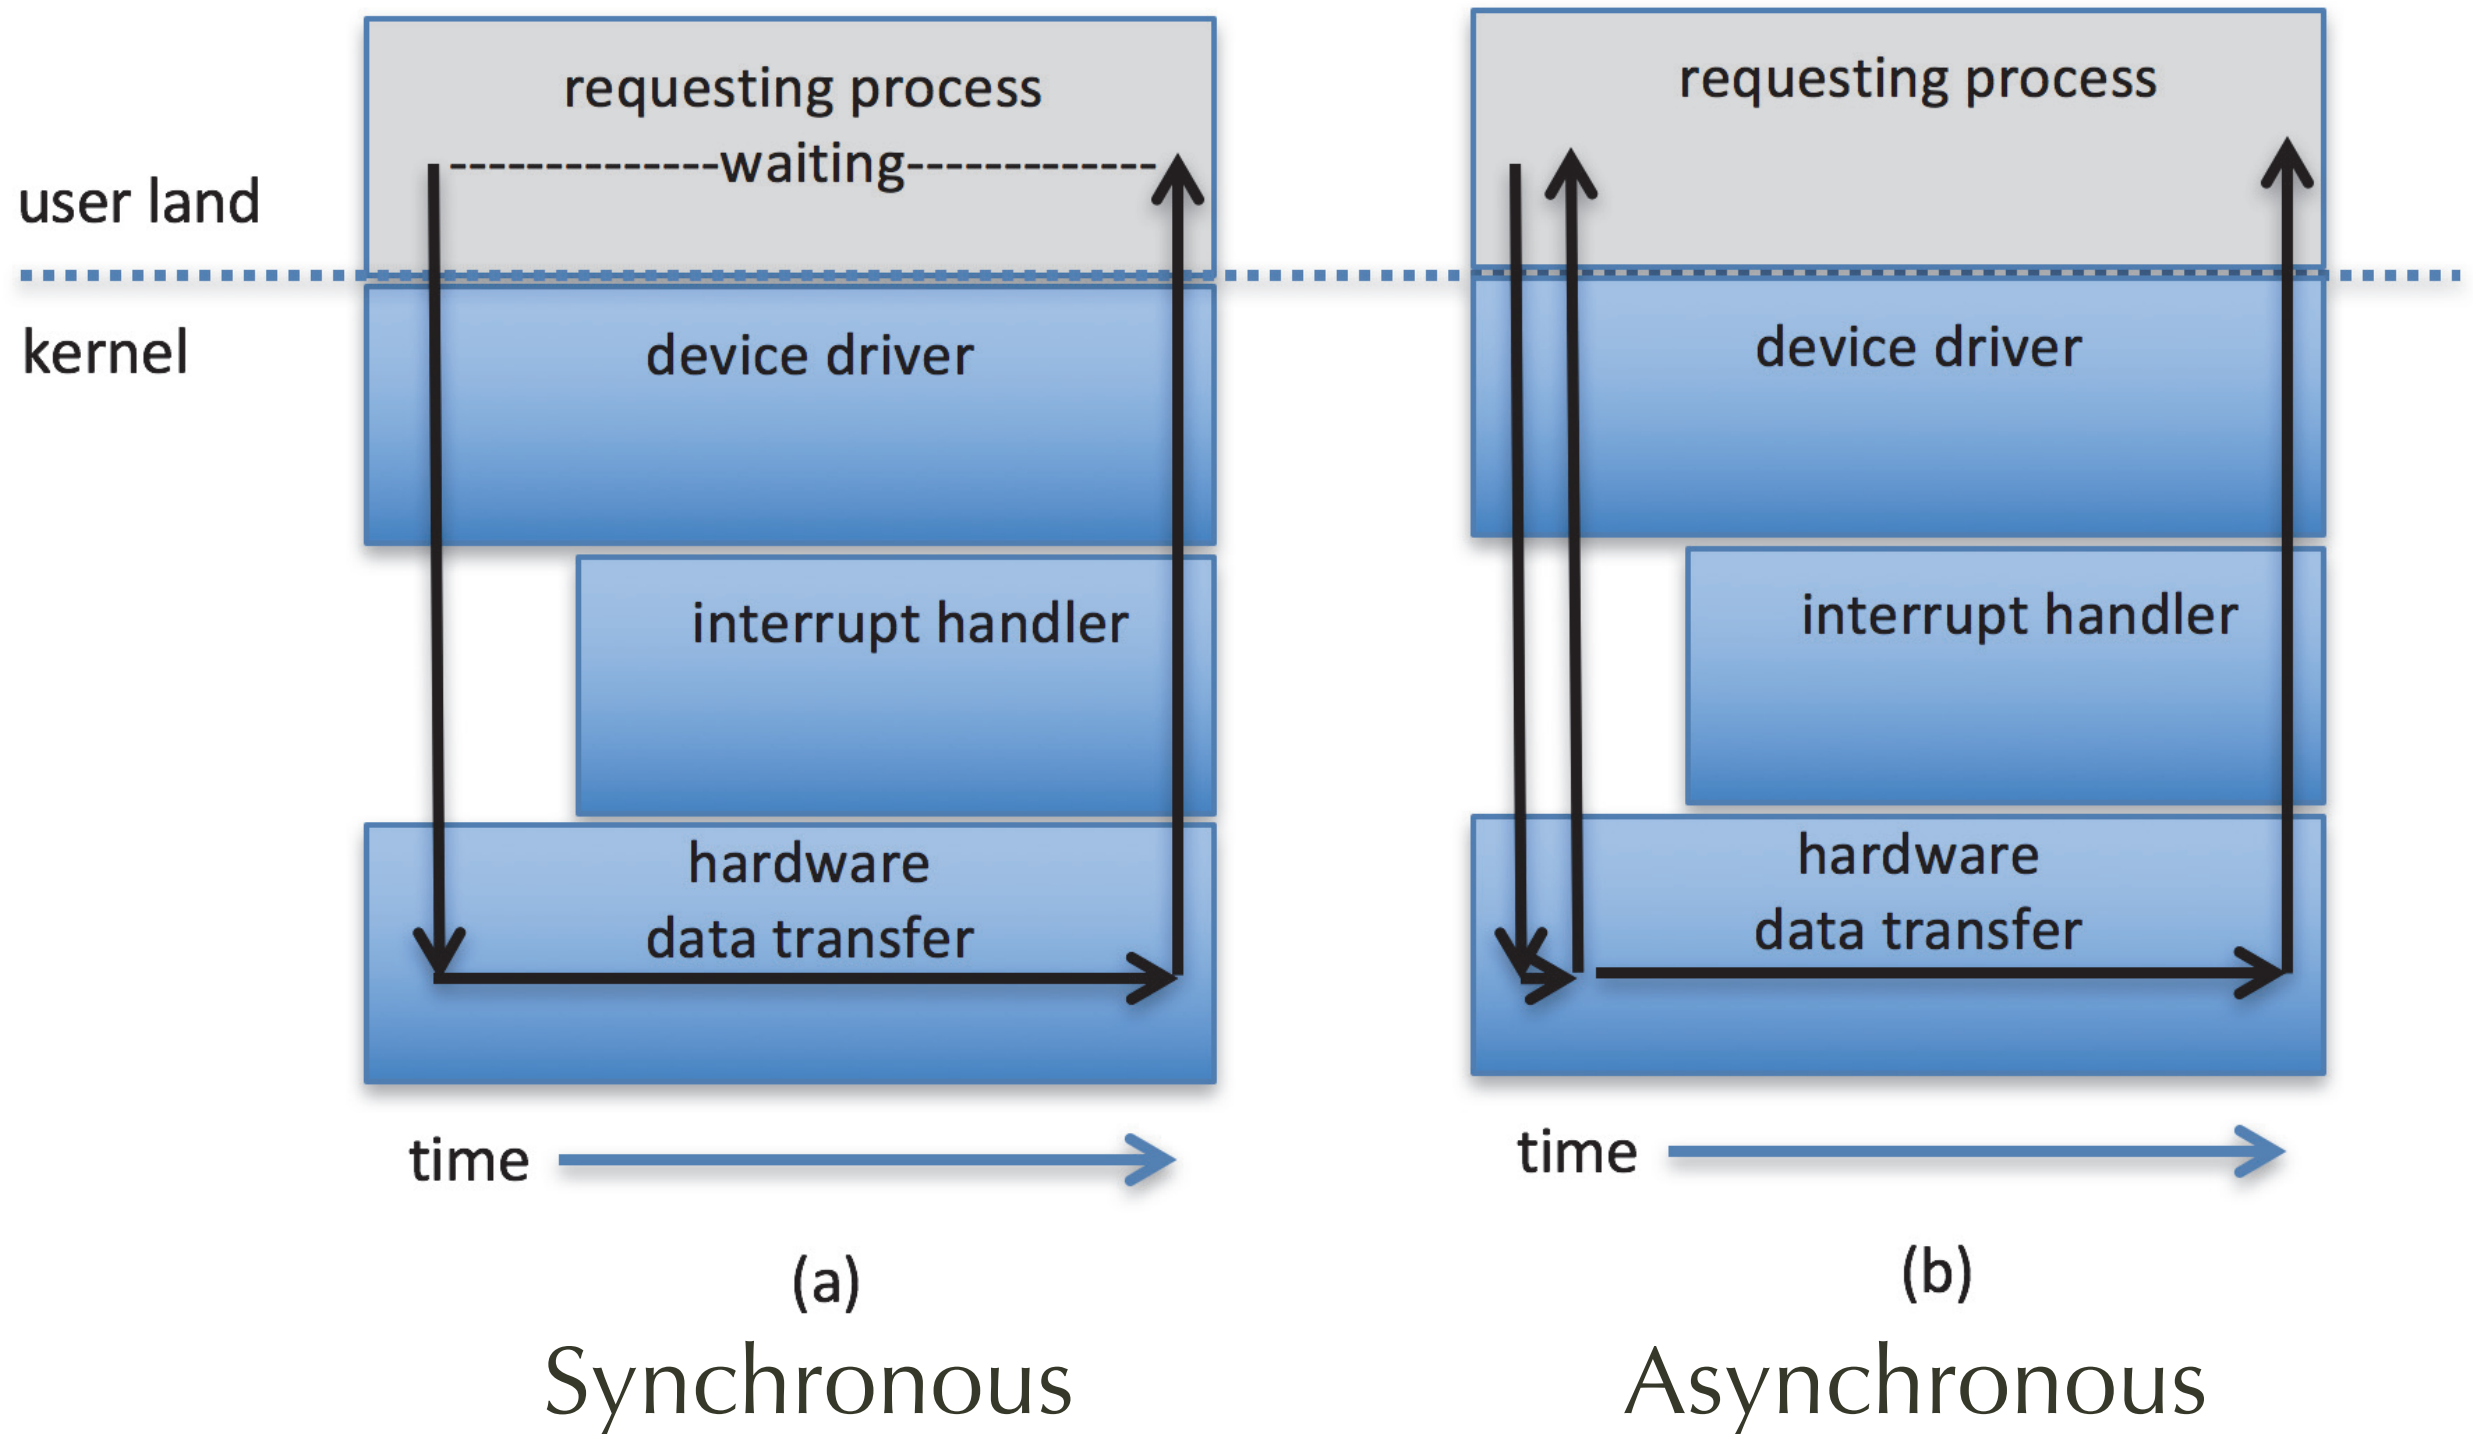 requesting process
--------------waiting-------------
user land
kernel
device driver
interrupt handler
hardware
data transfer
time
(a)
Synchronous
requesting process
device driver
interrupt handler
hardware
data transfer
time
(b)
Asynchronous